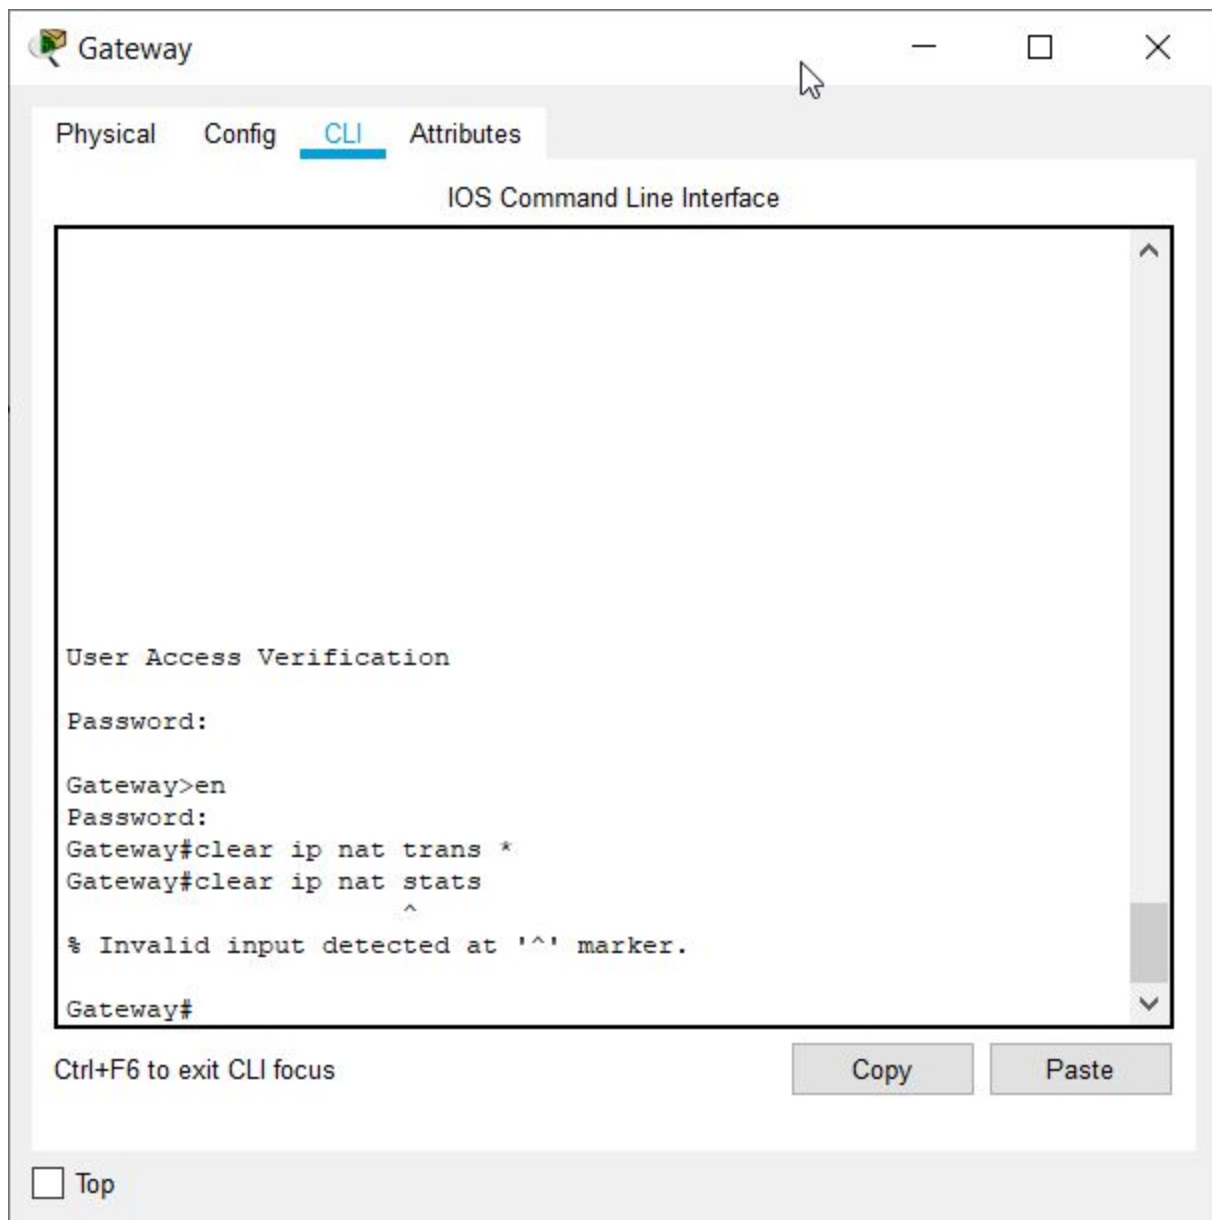 Gateway
Physical Config CLI Attributes
IOS Command Line Interface
User Access Verification
Password:
Gateway>en
Password:
Gateway#clear ip nat trans *
Gateway#clear ip nat stats
^
% Invalid input detected at '^' marker.
Gateway#
Ctrl+F6 to exit CLI focus
Copy Paste
Top